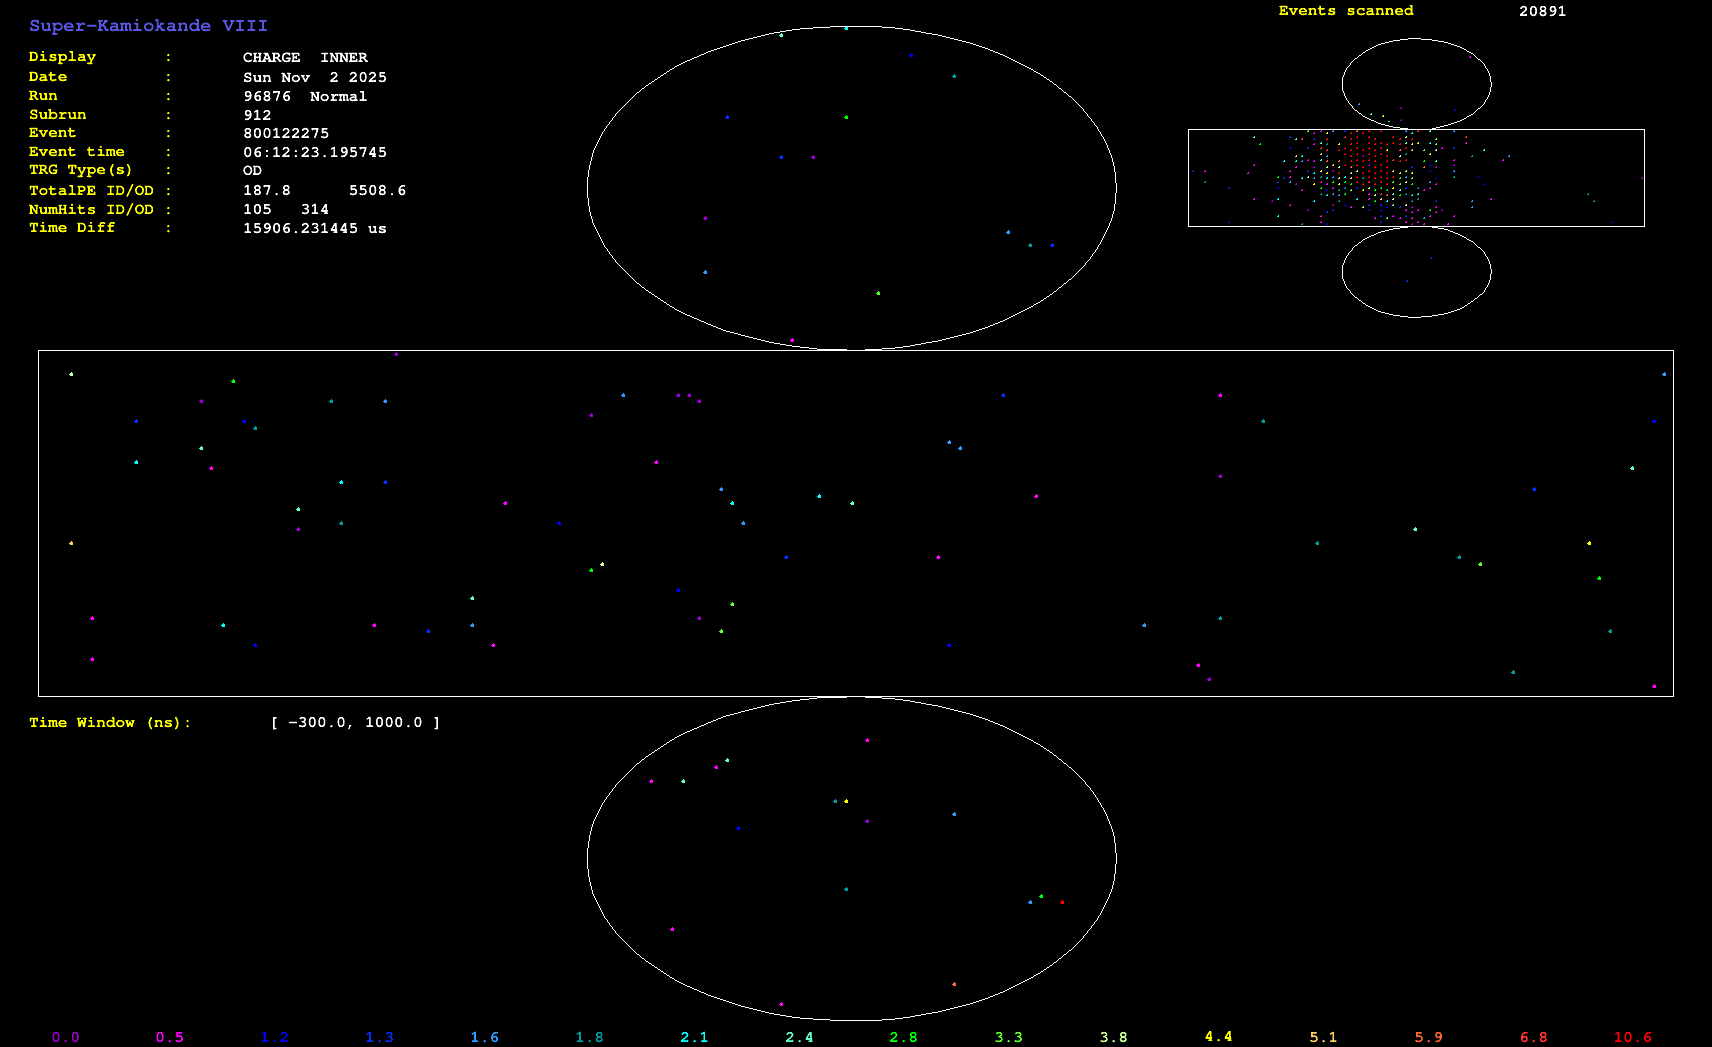 Super-Kamiokande VIII
Events scanned 20891
Display : CHARGE INNER
Date : Sun Nov 2 2025
Run : 96876 Normal
Subrun : 912
Event : 800122275
Event time : 06:12:23.195745
TRG Type(s) : OD
TotalPE ID/OD : 187.8 5508.6
NumHits ID/OD : 105 314
Time Diff : 15906.231445 us
Time Window (ns): [ -300.0, 1000.0 ]
0.0 0.5 1.2 1.3 1.6 1.8 2.1 2.4 2.8 3.3 3.8 4.4 5.1 5.9 6.8 10.6